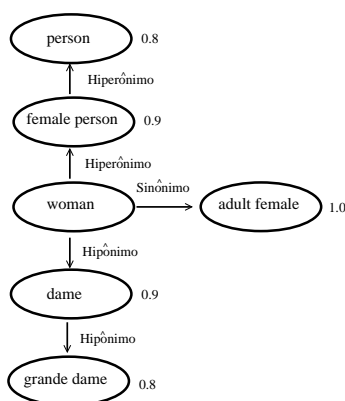 person 0.8
Hiperônimo
female person 0.9
Hiperônimo
Sinônimo
woman adult female 1.0
Hipônimo
dame 0.9
Hipônimo
grande dame 0.8